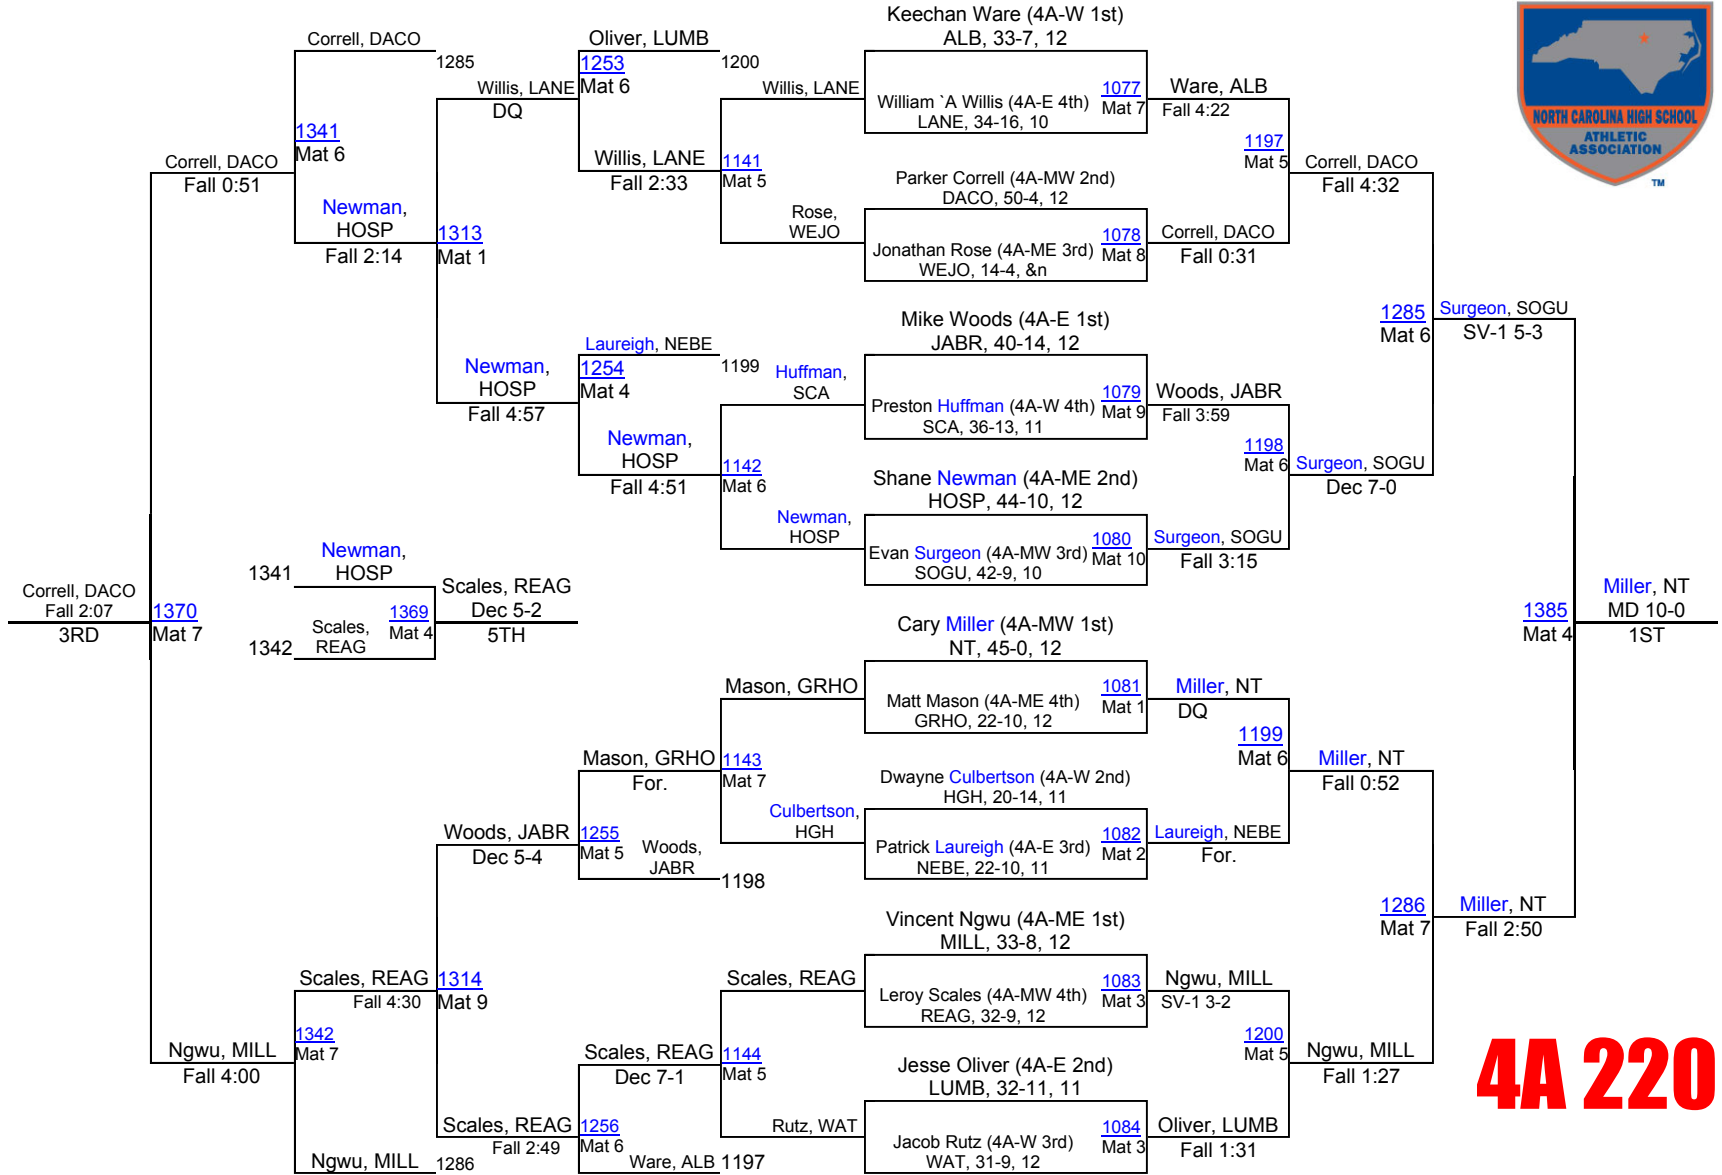 Keechan Ware (4A-W 1st)
ALB, 33-7, 12
William `A Willis (4A-E 4th)
LANE, 34-16, 10
1077
Mat 7
Parker Correll (4A-MW 2nd)
DACO, 50-4, 12
Jonathan Rose (4A-ME 3rd)
WEJO, 14-4, &n
1078
Mat 8
Mike Woods (4A-E 1st)
JABR, 40-14, 12
Preston Huffman (4A-W 4th)
SCA, 36-13, 11
1079
Mat 9
Shane Newman (4A-ME 2nd)
HOSP, 44-10, 12
Evan Surgeon (4A-MW 3rd)
SOGU, 42-9, 10
1080
Mat 10
Cary Miller (4A-MW 1st)
NT, 45-0, 12
Matt Mason (4A-ME 4th)
GRHO, 22-10, 12
1081
Mat 1
Dwayne Culbertson (4A-W 2nd)
HGH, 20-14, 11
Patrick Laureigh (4A-E 3rd)
NEBE, 22-10, 11
1082
Mat 2
Vincent Ngwu (4A-ME 1st)
MILL, 33-8, 12
Leroy Scales (4A-MW 4th)
REAG, 32-9, 12
1083
Mat 3
Jesse Oliver (4A-E 2nd)
LUMB, 32-11, 11
Jacob Rutz (4A-W 3rd)
WAT, 31-9, 12
1084
Mat 3
Ware, ALB
Fall 4:22
1197
Mat 5
Correll, DACO
Fall 0:31
Woods, JABR
Fall 3:59
1198
Mat 6
Surgeon, SOGU
Fall 3:15
Miller, NT
DQ
1199
Mat 6
Laureigh, NEBE
For.
Ngwu, MILL
SV-1 3-2
1200
Mat 5
Oliver, LUMB
Fall 1:31
Correll, DACO
Fall 4:32
1285
Mat 6
Surgeon, SOGU
Dec 7-0
Miller, NT
Fall 0:52
1286
Mat 7
Ngwu, MILL
Fall 1:27
Surgeon, SOGU
SV-1 5-3
1385
Mat 4
Miller, NT
Fall 2:50
Miller, NT
MD 10-0
1ST
Willis, LANE
1141
Mat 5
Rose,
WEJO
Huffman,
SCA
1142
Mat 6
Newman,
HOSP
Mason, GRHO
1143
Mat 7
Culbertson,
HGH
Scales, REAG
1144
Mat 5
Rutz, WAT
Oliver, LUMB
1200
1253
Mat 6
Willis, LANE
Fall 2:33
Laureigh, NEBE
1199
1254
Mat 4
Newman,
HOSP
Fall 4:51
Mason, GRHO
For.
1255
Mat 5
Woods,
JABR
1198
Scales, REAG
Dec 7-1
1256
Mat 6
Ware, ALB
1197
Willis, LANE
DQ
1313
Mat 1
Newman,
HOSP
Fall 4:57
Woods, JABR
Dec 5-4
1314
Mat 9
Scales, REAG
Fall 2:49
Correll, DACO
1285
1341
Mat 6
Newman,
HOSP
Fall 2:14
Scales, REAG
Fall 4:30
1342
Mat 7
Ngwu, MILL
1286
Correll, DACO
Fall 0:51
1370
Mat 7
Ngwu, MILL
Fall 4:00
Correll, DACO
Fall 2:07
3RD
1341
Newman,
HOSP
1342
Scales,
REAG
1369
Mat 4
Scales, REAG
Dec 5-2
5TH
NORTH CAROLINA HIGH SCHOOL
ATHLETIC
ASSOCIATION
TM
4A 220